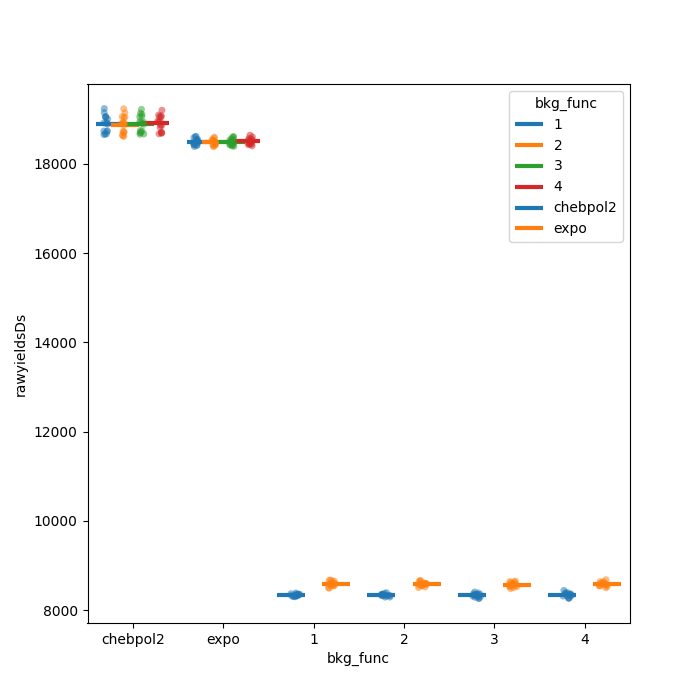 bkg_func
1
2
3
4
chebpol2
expo
rawyieldsDs
18000
16000
14000
12000
10000
8000
chebpol2 expo 1 2 3 4
bkg_func